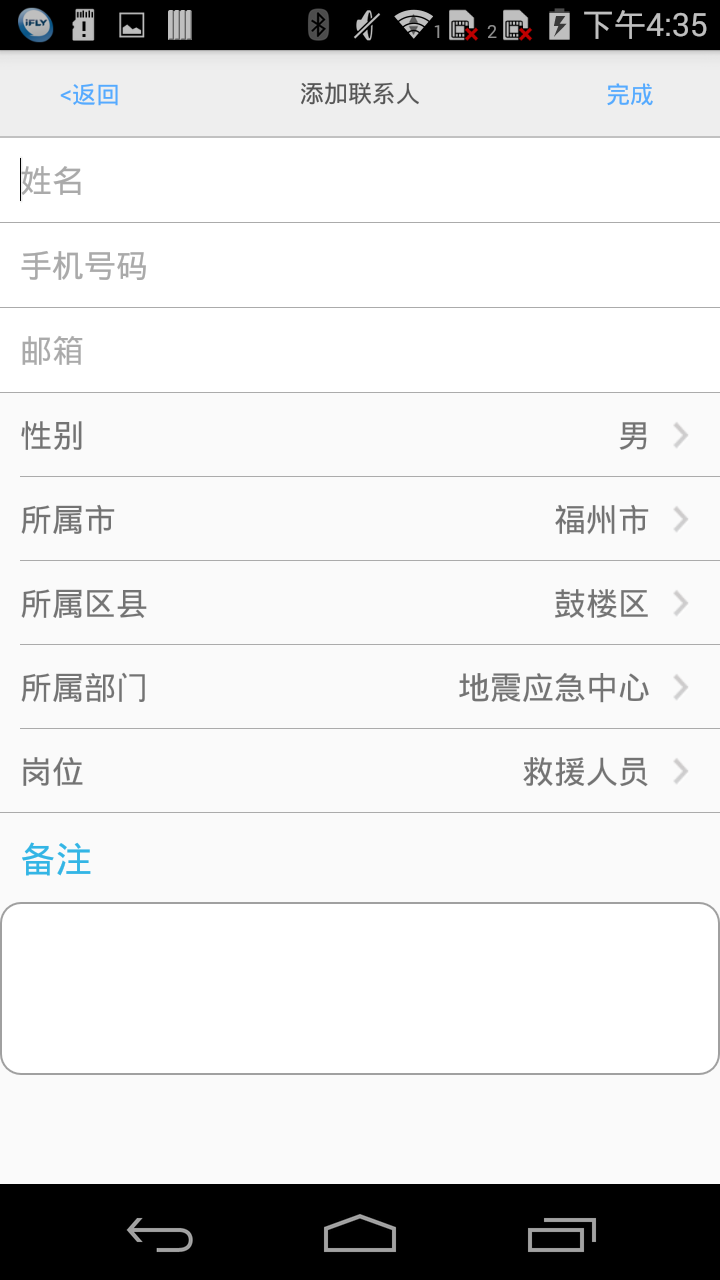 iFLY 1 2 下午4:35
<返回 添加联系人 完成
姓名
手机号码
邮箱
性别 男
所属市 福州市
所属区县 鼓楼区
所属部门 地震应急中心
岗位 救援人员
备注